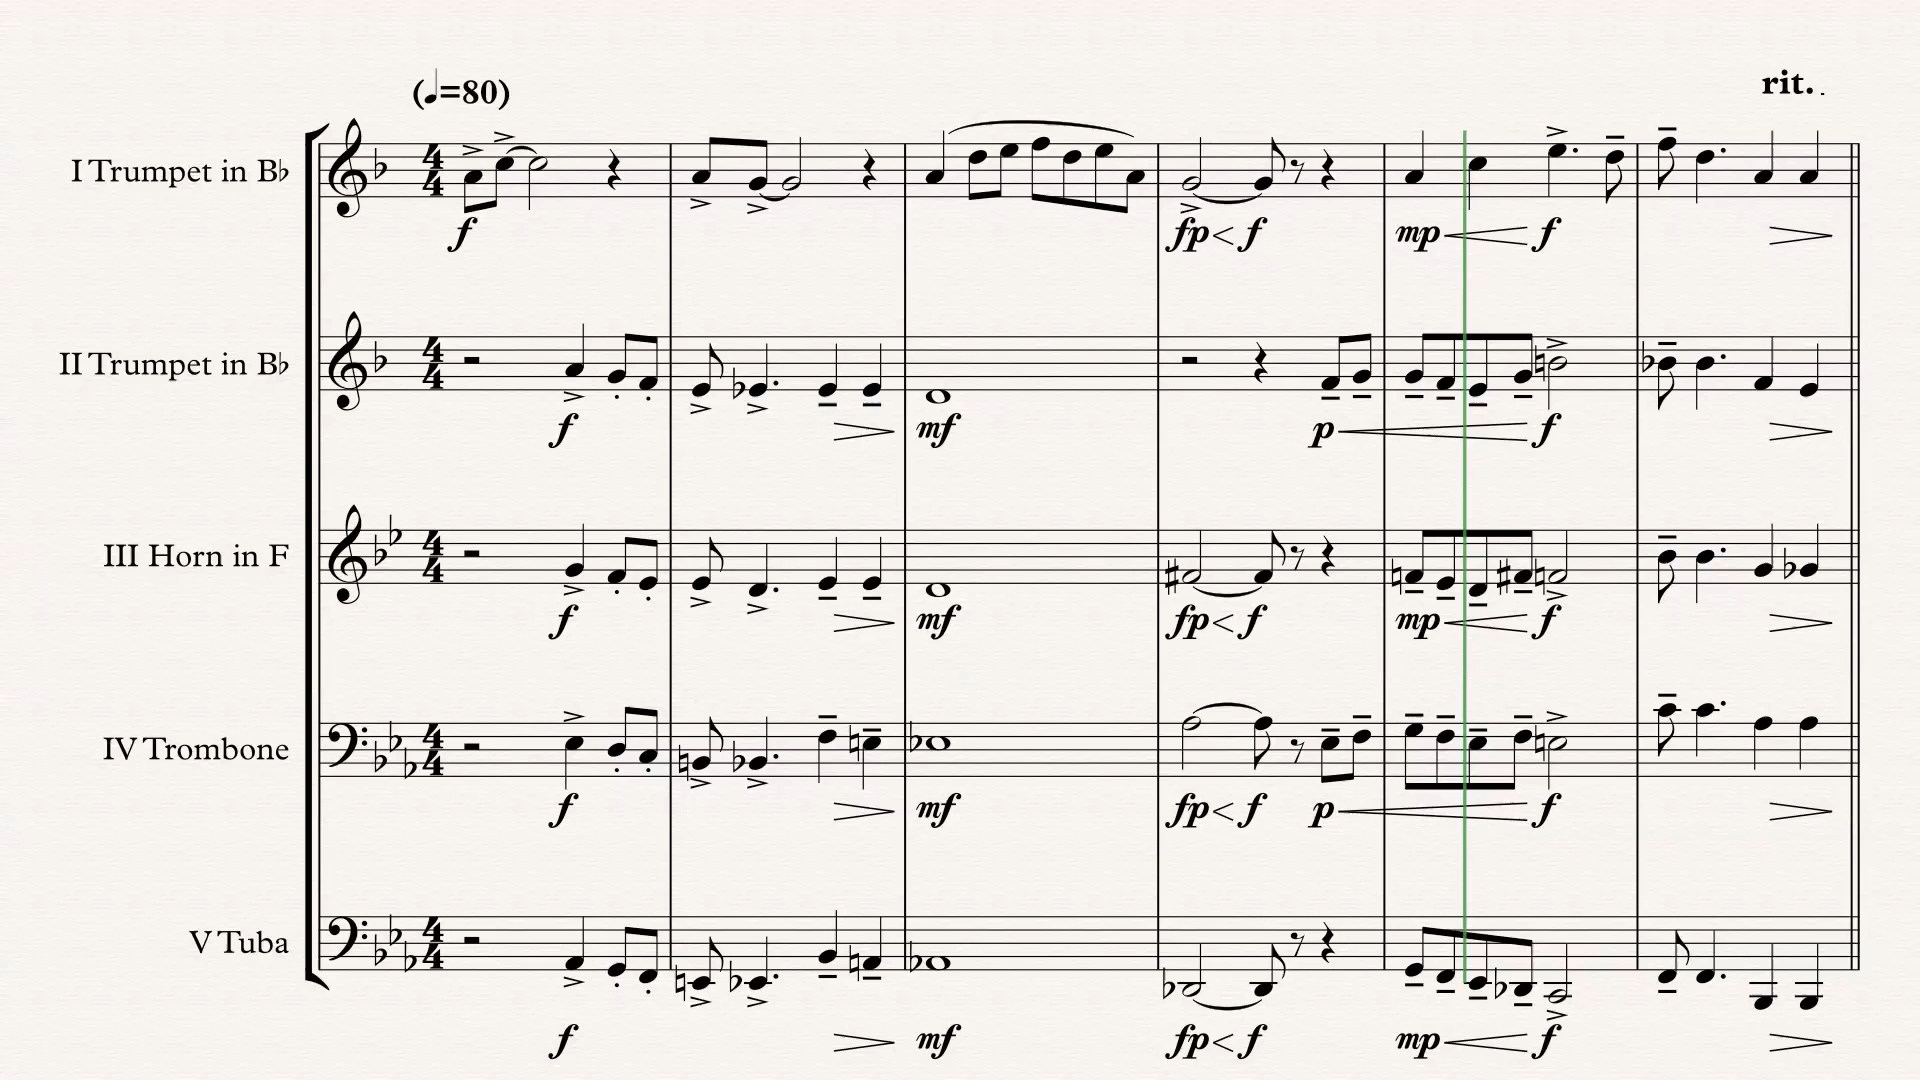 (♩=80)
rit.
I Trumpet in B♭
f
fp
f
mp
f
II Trumpet in B♭
f
mf
p
f
III Horn in F
f
mf
fp
f
mp
f
IV Trombone
f
mf
fp
f
p
f
V Tuba
f
mf
fp
f
mp
f